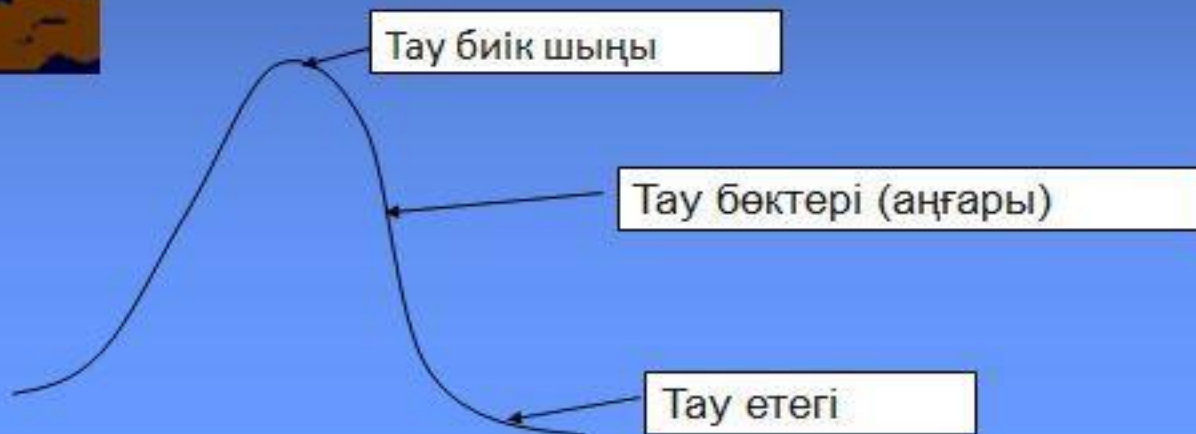 Тау биік шыңы
Тау бөктері (аңғары)
Тау етегі